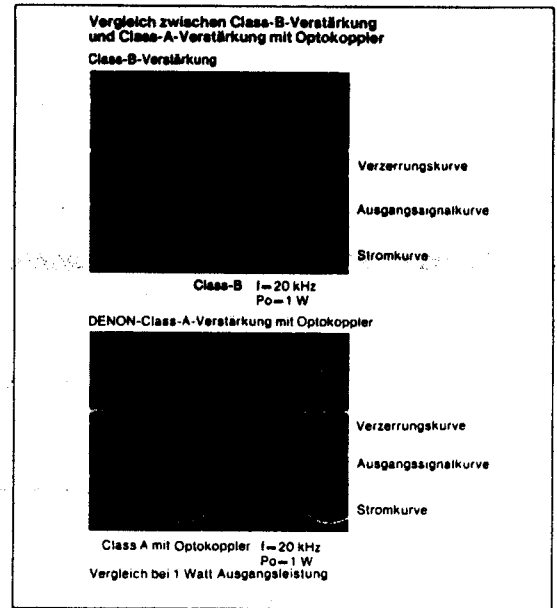 Vergleich zwischen Class-B-Verstärkung
und Class-A-Verstärkung mit Optokoppler
Class-B-Verstärkung
Verzerrungskurve
Ausgangssignalkurve
Stromkurve
Class-B f=20 kHz
Po=1 W
DENON-Class-A-Verstärkung mit Optokoppler
Verzerrungskurve
Ausgangssignalkurve
Stromkurve
Class A mit Optokoppler f=20 kHz
Po=1 W
Vergleich bei 1 Watt Ausgangsleistung